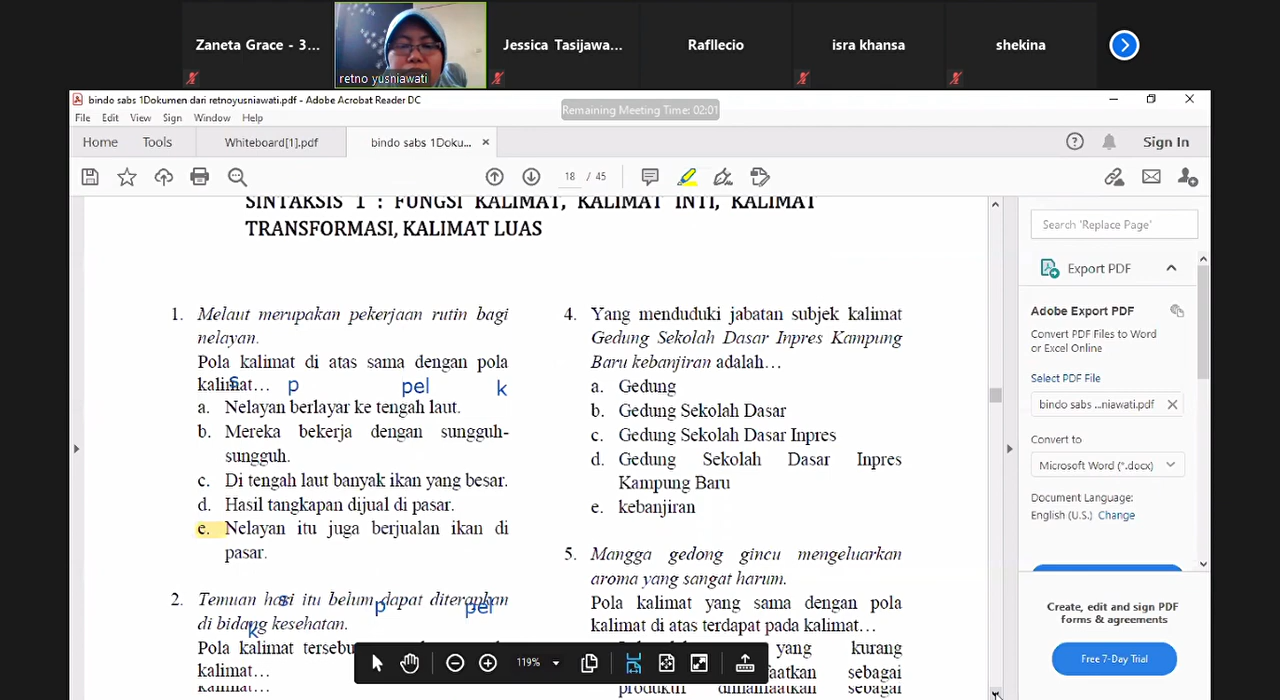 Zaneta Grace - 3...
retno yusniawati
Jessica Tasijawa...
Rafllecio
isra khansa
shekina
bindo sabs 1Dokumen dari retnoyusniawati.pdf - Adobe Acrobat Reader DC
Remaining Meeting Time: 02:01
File Edit View Sign Window Help
Home Tools Whiteboard[1].pdf bindo sabs 1Doku... Sign In
18 / 45
SINTAKSIS 1 : FUNGSI KALIMAT, KALIMAT INTI, KALIMAT
TRANSFORMASI, KALIMAT LUAS
1. Melaut merupakan pekerjaan rutin bagi
nelayan.
Pola kalimat di atas sama dengan pola
kalimat...
s p pel k
a. Nelayan berlayar ke tengah laut.
b. Mereka bekerja dengan sungguh-
sungguh.
c. Di tengah laut banyak ikan yang besar.
d. Hasil tangkapan dijual di pasar.
e. Nelayan itu juga berjualan ikan di
pasar.
2. Temuan hasi itu belum dapat diterapkan
s p pel
di bidang kesehatan.
k
Pola kalimat
kalimat...
kalimat...
4. Yang menduduki jabatan subjek kalimat
Gedung Sekolah Dasar Inpres Kampung
Baru kebanjiran adalah...
a. Gedung
b. Gedung Sekolah Dasar
c. Gedung Sekolah Dasar Inpres
d. Gedung Sekolah Dasar Inpres
Kampung Baru
e. kebanjiran
5. Mangga gedong gincu mengeluarkan
aroma yang sangat harum.
Pola kalimat yang sama dengan pola
kalimat di atas terdapat pada kalimat...
yang kurang
sebagai
119%
Search 'Replace Page'
Export PDF
Adobe Export PDF
Convert PDF Files to Word
or Excel Online
Select PDF File
bindo sabs ...niawati.pdf
Convert to
Microsoft Word (*.docx)
Document Language:
English (U.S.) Change
Create, edit and sign PDF
forms & agreements
Free 7-Day Trial